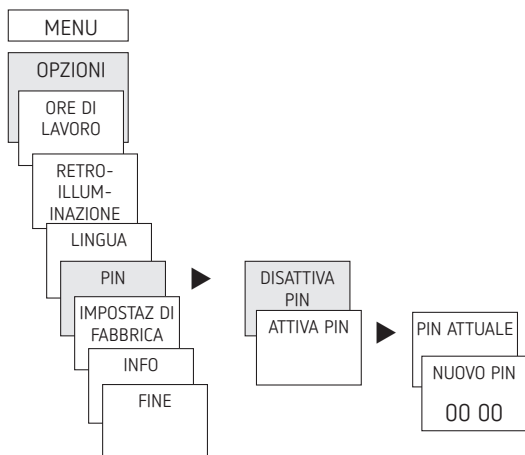 MENU
OPZIONI
ORE DI
LAVORO
RETRO-
ILLUM-
INAZIONE
LINGUA
PIN
IMPOSTAZ DI
FABBRICA
INFO
FINE
DISATTIVA
PIN
ATTIVA PIN
PIN ATTUALE
NUOVO PIN
00 00